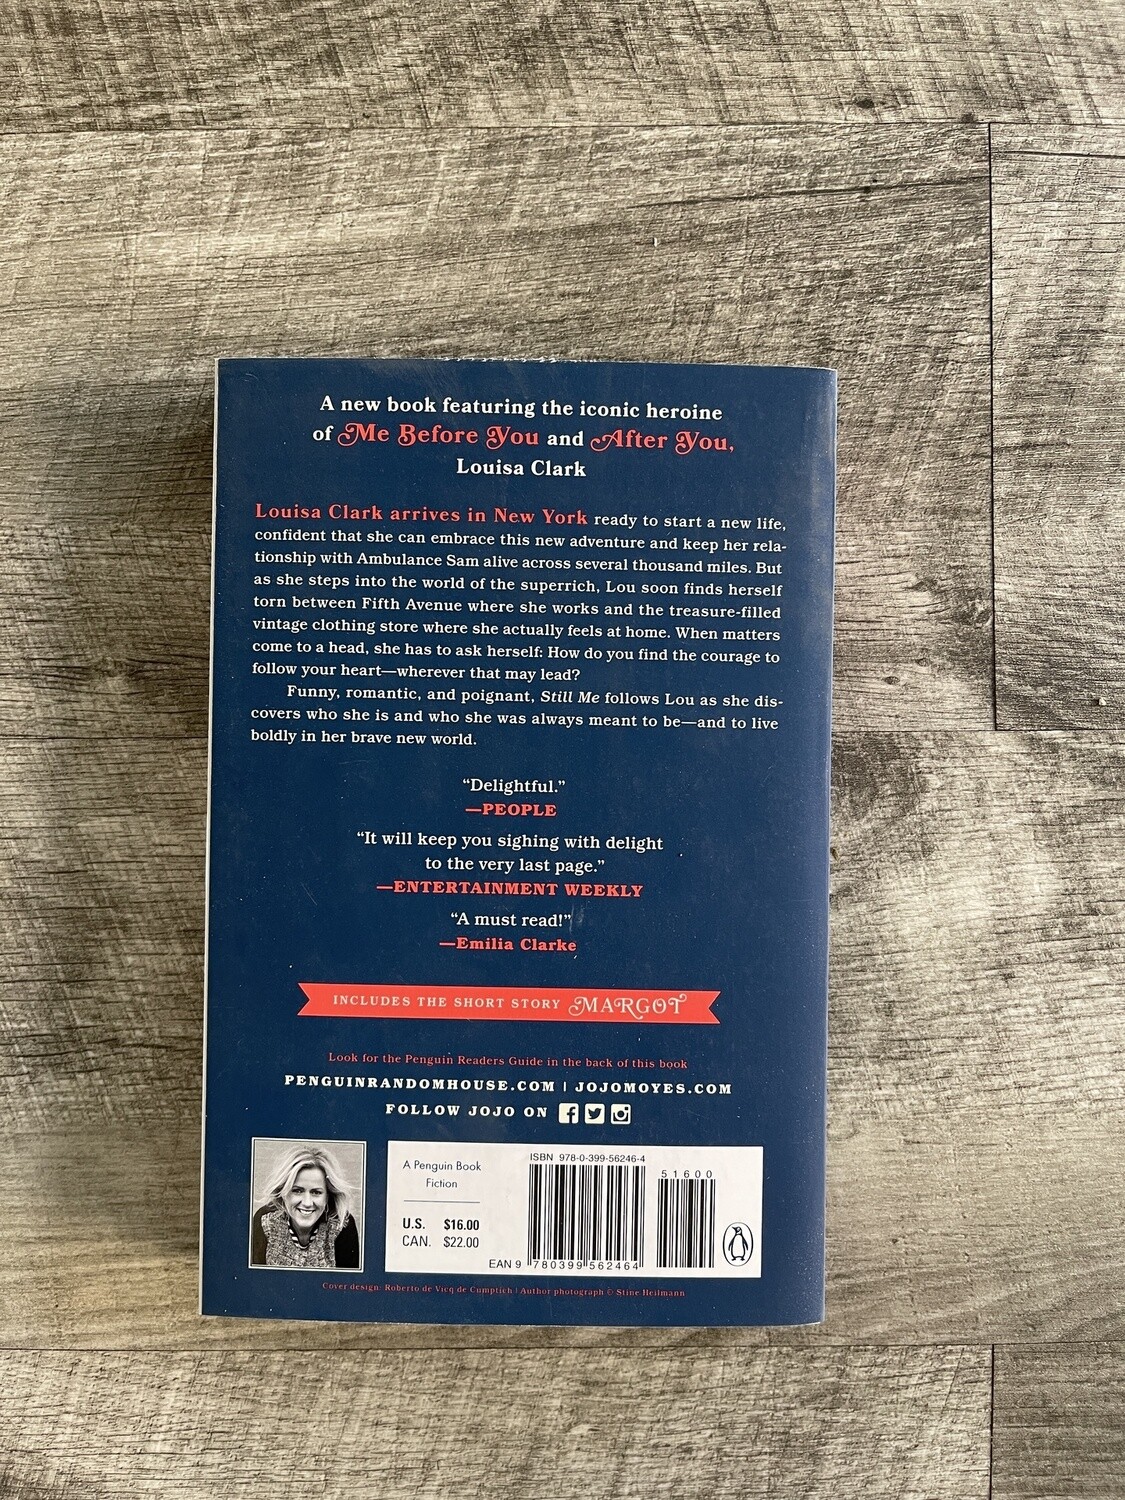 A new book featuring the iconic heroine
of Me Before You and After You,
Louisa Clark
Louisa Clark arrives in New York ready to start a new life,
confident that she can embrace this new adventure and keep her rela-
tionship with Ambulance Sam alive across several thousand miles. But
as she steps into the world of the superrich, Lou soon finds herself
torn between Fifth Avenue where she works and the treasure-filled
vintage clothing store where she actually feels at home. When matters
come to a head, she has to ask herself: How do you find the courage to
follow your heart—wherever that may lead?
Funny, romantic, and poignant, Still Me follows Lou as she dis-
covers who she is and who she was always meant to be—and to live
boldly in her brave new world.
“Delightful.”
—PEOPLE
“It will keep you sighing with delight
to the very last page.”
—ENTERTAINMENT WEEKLY
“A must read!”
—Emilia Clarke
INCLUDES THE SHORT STORY MARGOT
Look for the Penguin Readers Guide in the back of this book
PENGUINRANDOMHOUSE.COM | JOJOMOYES.COM
FOLLOW JOJO ON
A Penguin Book
Fiction
U.S. $16.00
CAN. $22.00
ISBN 978-0-399-56246-4
51600
EAN 9 780399 562464
Cover design: Roberto de Vicq de Cumptich | Author photograph © Stine Heilmann